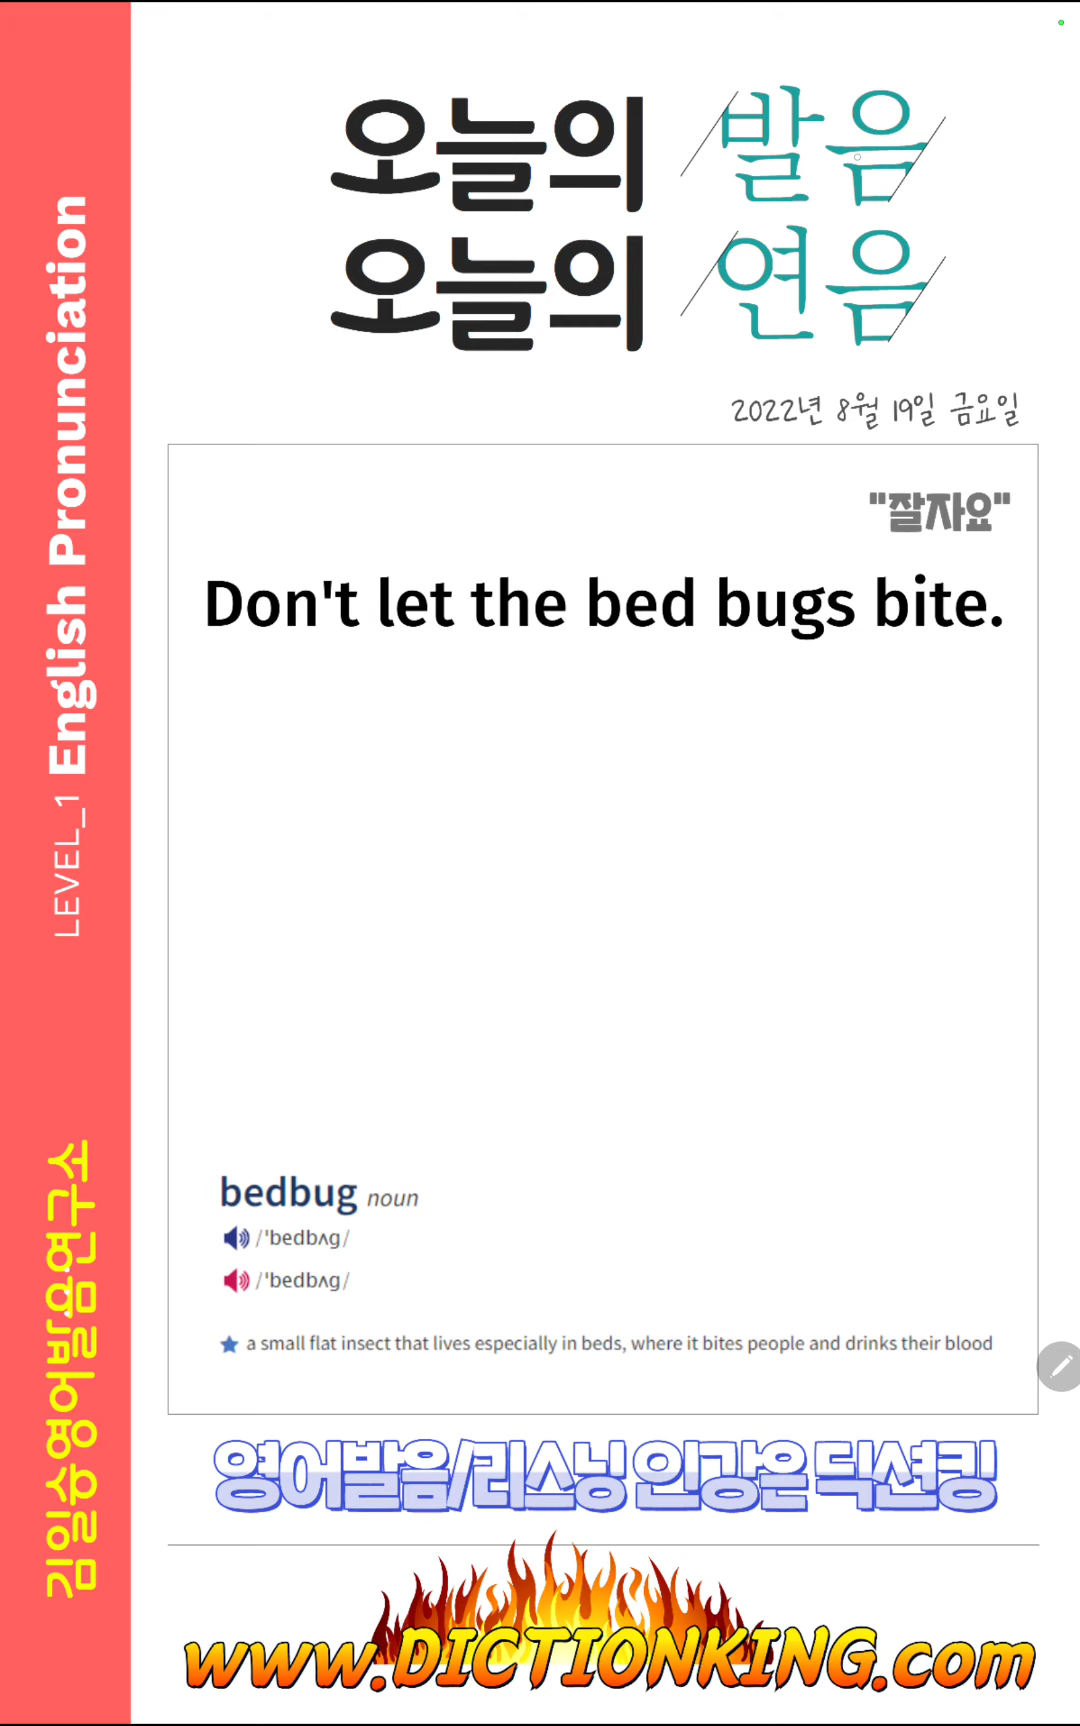 오늘의 발음
오늘의 연음
2022년 8월 19일 금요일
"잘자요"
Don't let the bed bugs bite.
bedbug noun
/ˈbedbʌɡ/
/ˈbedbʌɡ/
a small flat insect that lives especially in beds, where it bites people and drinks their blood
영어발음/리스닝 인강은 딕션킹
www.DICTIONKING.com
LEVEL_1 English Pronunciation
김일승영어발음연구소